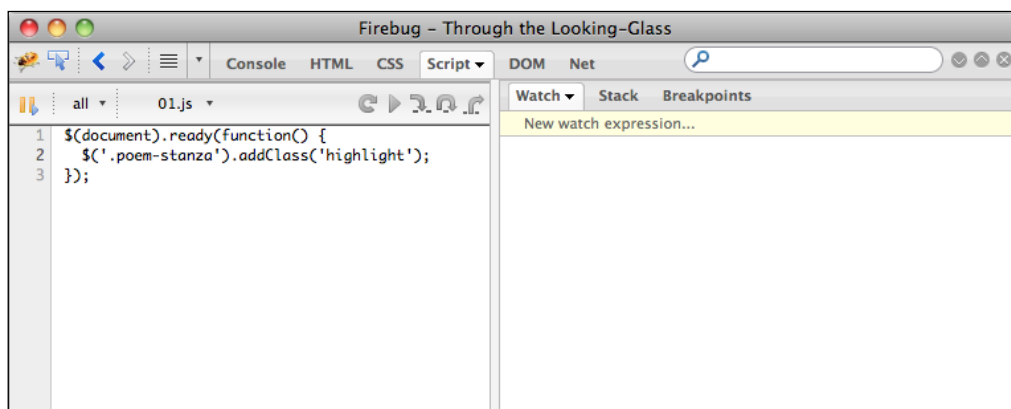 Firebug - Through the Looking-Glass
Console HTML CSS Script DOM Net
all 01.js
Watch Stack Breakpoints
New watch expression...
1 $(document).ready(function() {
2 $('.poem-stanza').addClass('highlight');
3 });